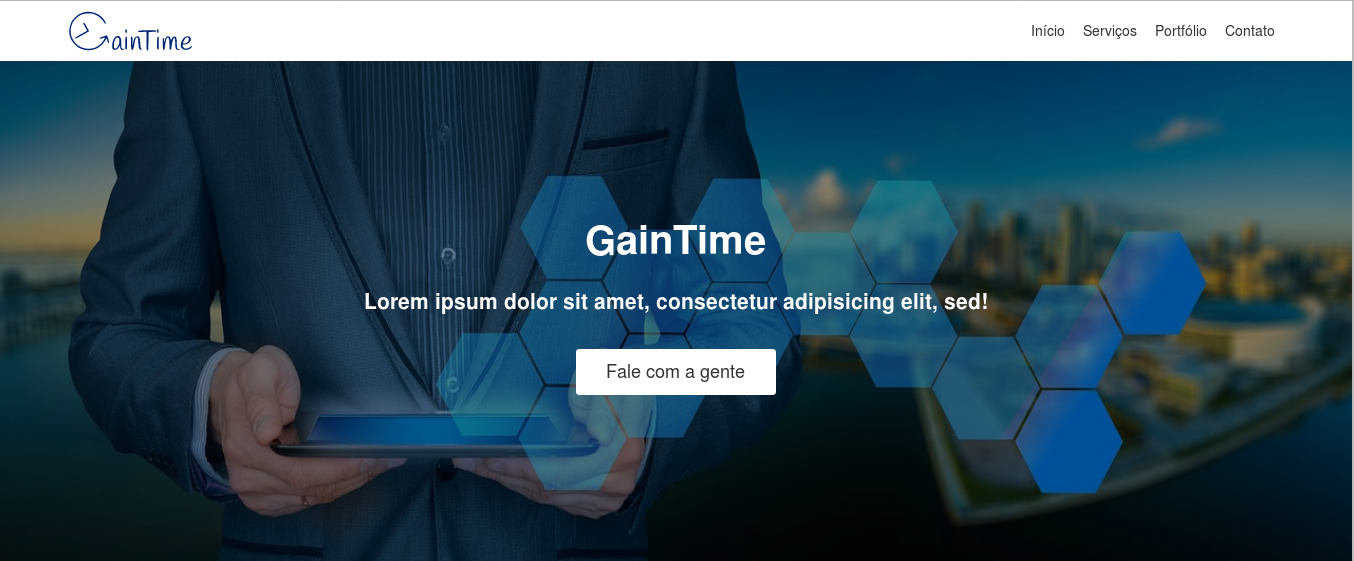 GainTime
Início Serviços Portfólio Contato
GainTime
Lorem ipsum dolor sit amet, consectetur adipisicing elit, sed!
Fale com a gente